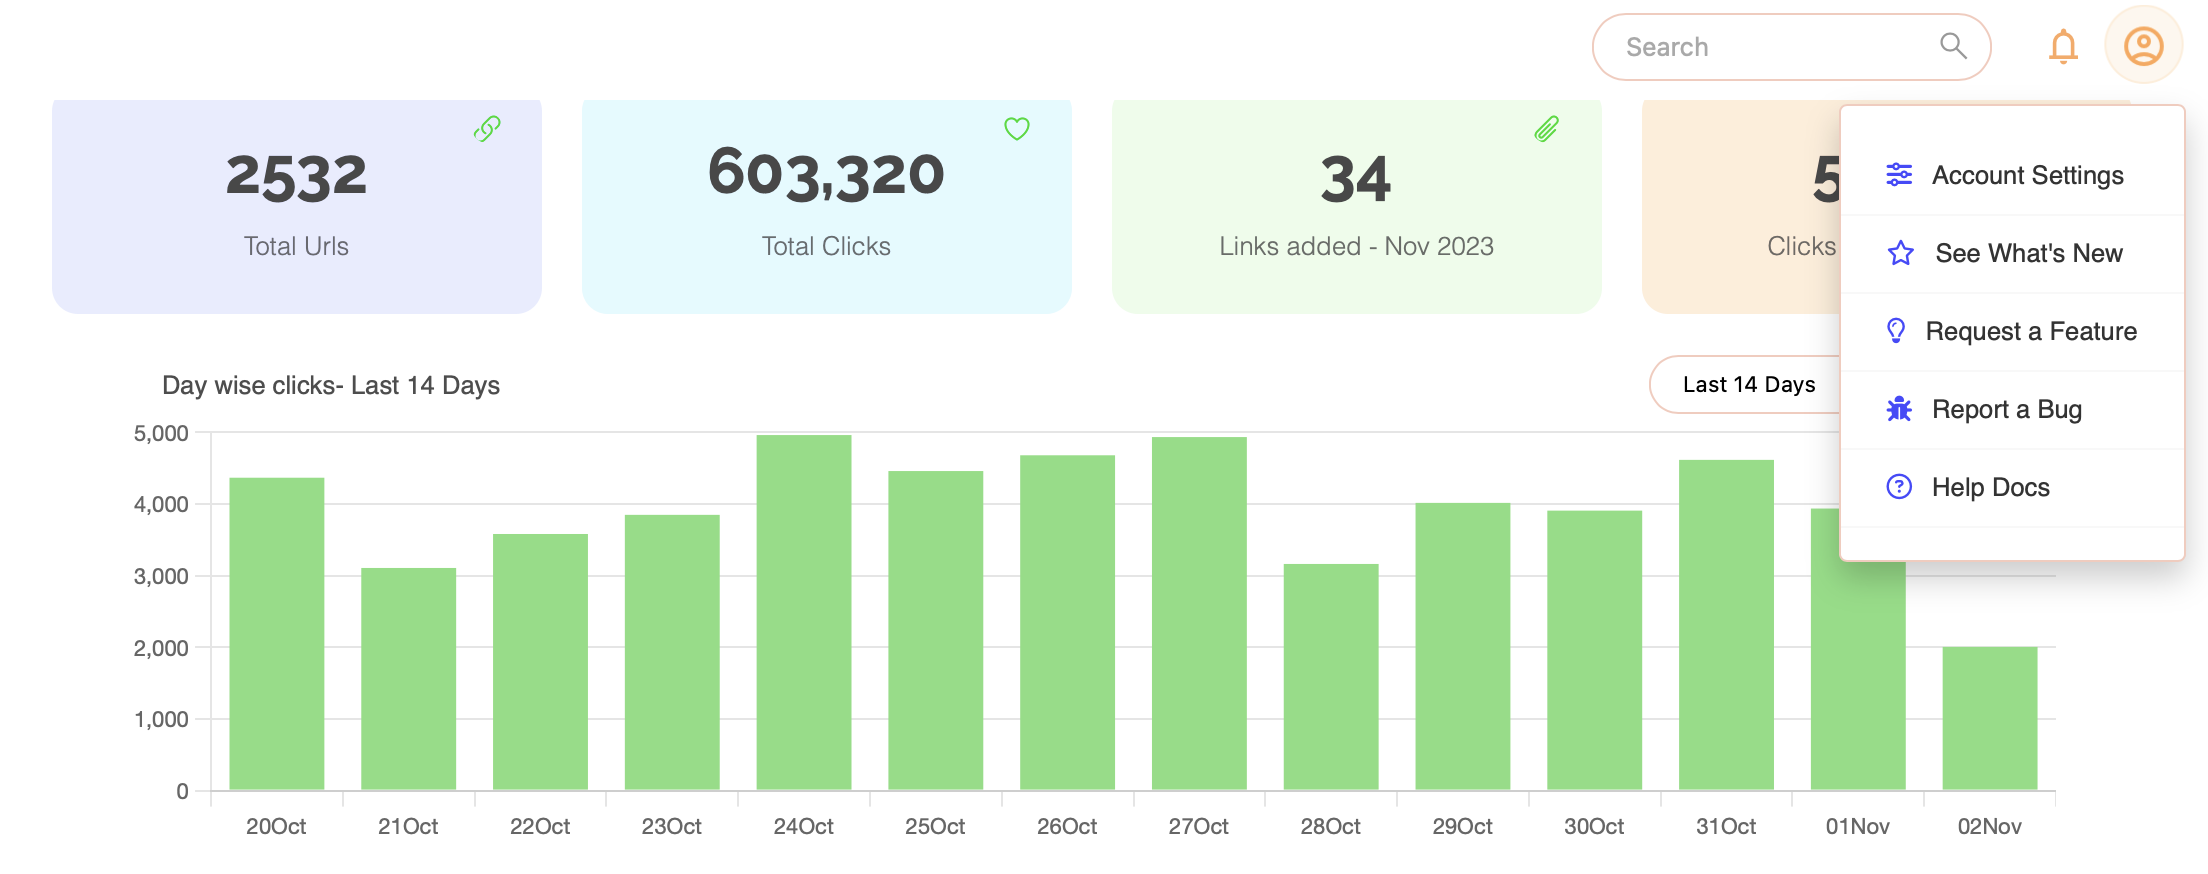 Search
2532
Total Urls
603,320
Total Clicks
34
Links added - Nov 2023
5
Clicks
Account Settings
See What's New
Request a Feature
Report a Bug
Help Docs
Day wise clicks- Last 14 Days
Last 14 Days
5,000
4,000
3,000
2,000
1,000
0
20Oct
21Oct
22Oct
23Oct
24Oct
25Oct
26Oct
27Oct
28Oct
29Oct
30Oct
31Oct
01Nov
02Nov